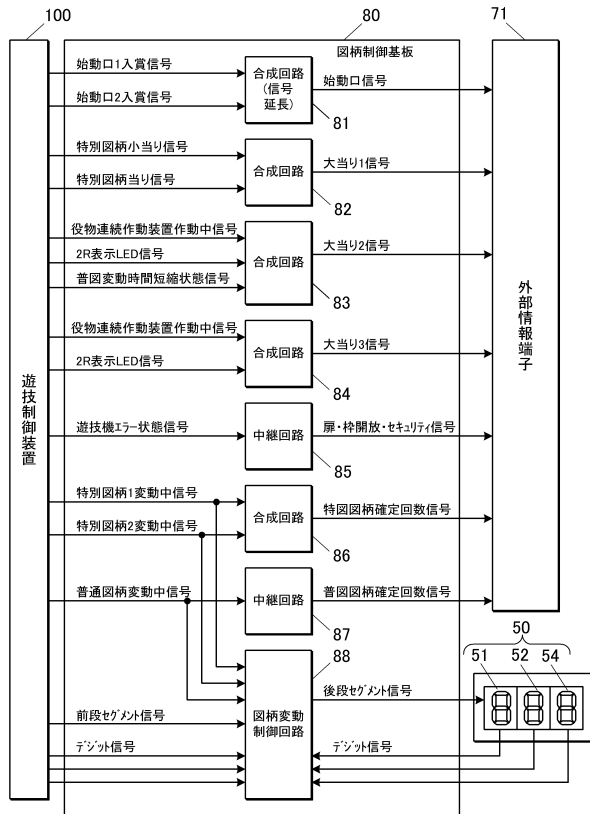 100
80
71
図柄制御基板
始動口1入賞信号
始動口2入賞信号
合成回路
(信号
延長)
始動口信号
81
特別図柄小当り信号
特別図柄当り信号
合成回路
大当り1信号
82
役物連続作動装置作動中信号
2R表示LED信号
普図変動時間短縮状態信号
合成回路
大当り2信号
83
役物連続作動装置作動中信号
2R表示LED信号
合成回路
大当り3信号
84
遊技機エラー状態信号
中継回路
扉・枠開放・セキュリティ信号
85
特別図柄1変動中信号
特別図柄2変動中信号
合成回路
特図図柄確定回数信号
86
普通図柄変動中信号
中継回路
普図図柄確定回数信号
87
88
前段セグメント信号
デジット信号
図柄変動
制御回路
後段セグメント信号
デジット信号
50
51
52
54
遊技制御装置
外部情報端子